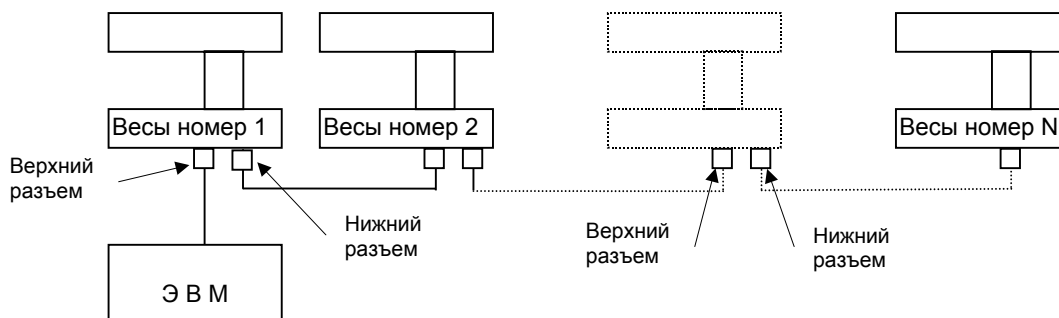 Весы номер 1
Весы номер 2
Весы номер N
Верхний
разъем
Нижний
разъем
Верхний
разъем
Нижний
разъем
Э В М